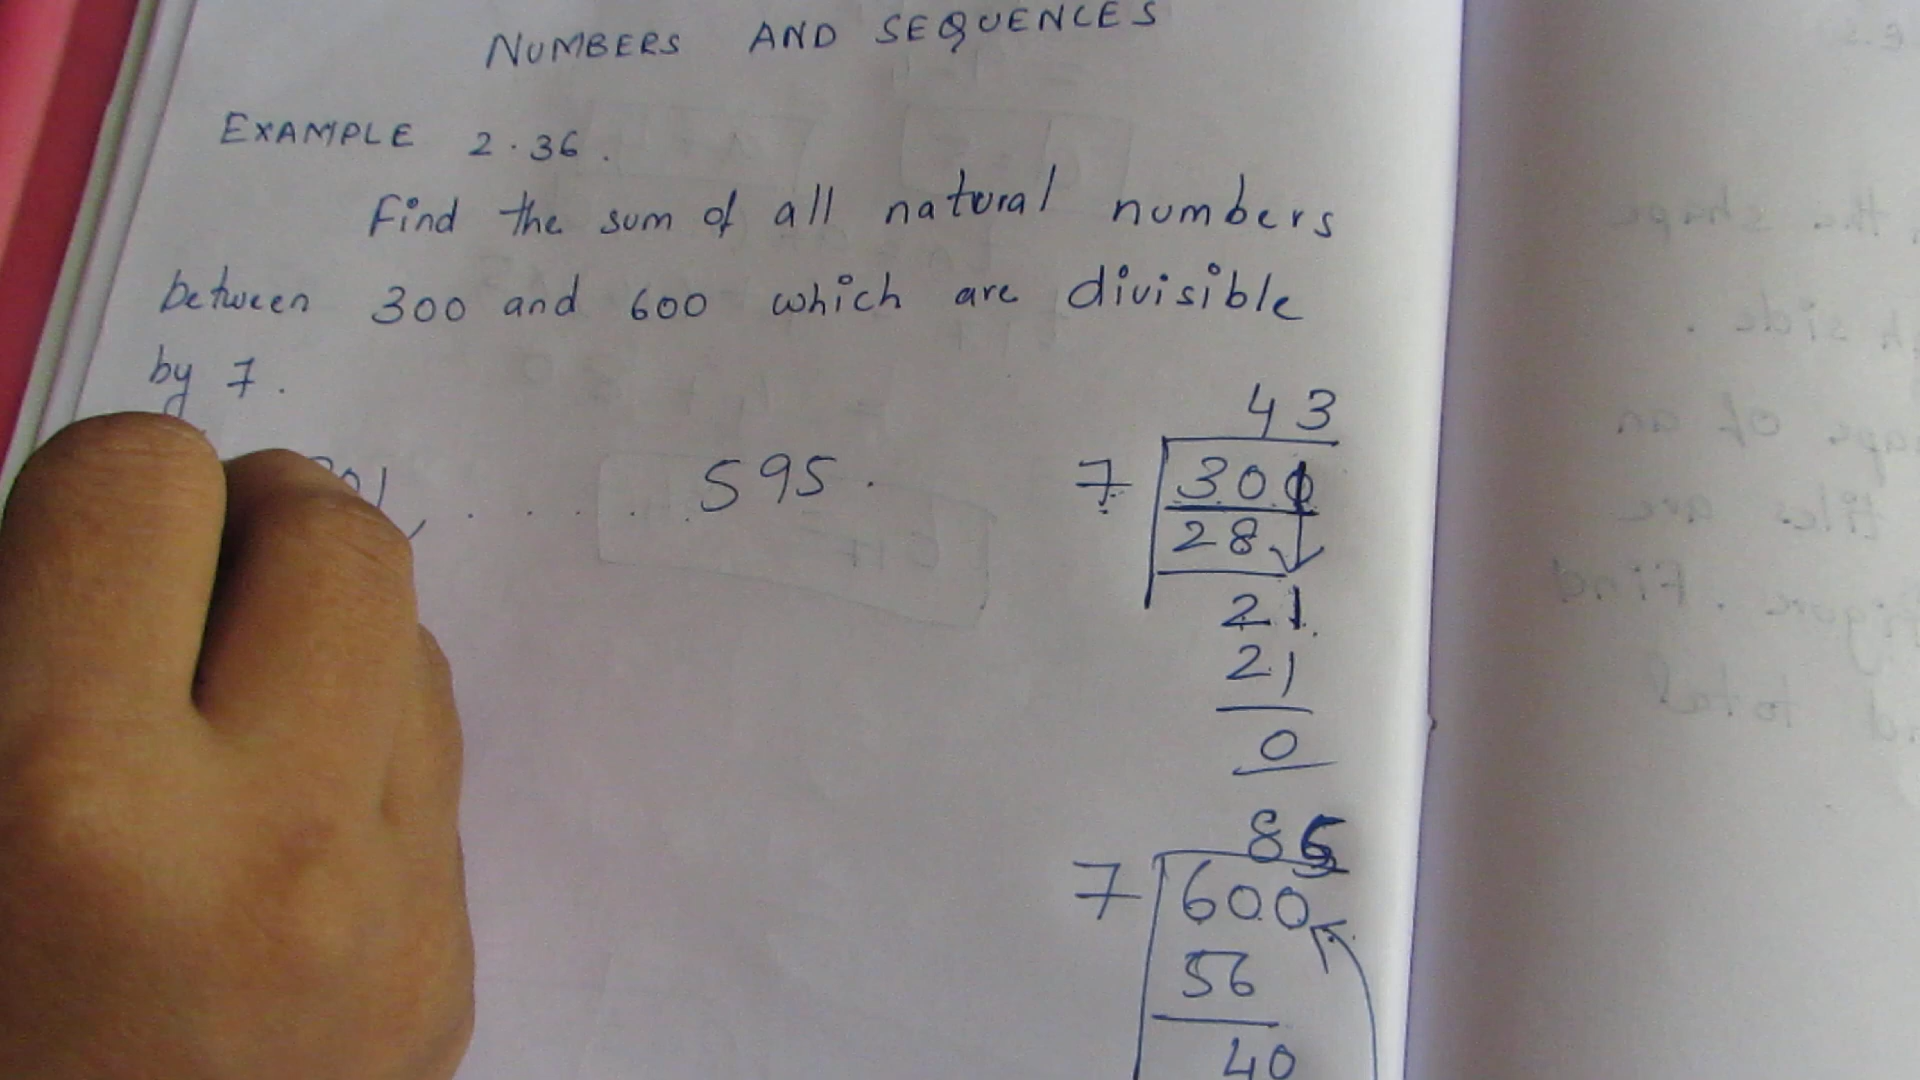 NUMBERS AND SEQUENCES
EXAMPLE 2.36.
Find the sum of all natural numbers
between 300 and 600 which are divisible
by 7.
. . . . . 595.
43
7 301
28
21
21
0
85
7 600
56
40